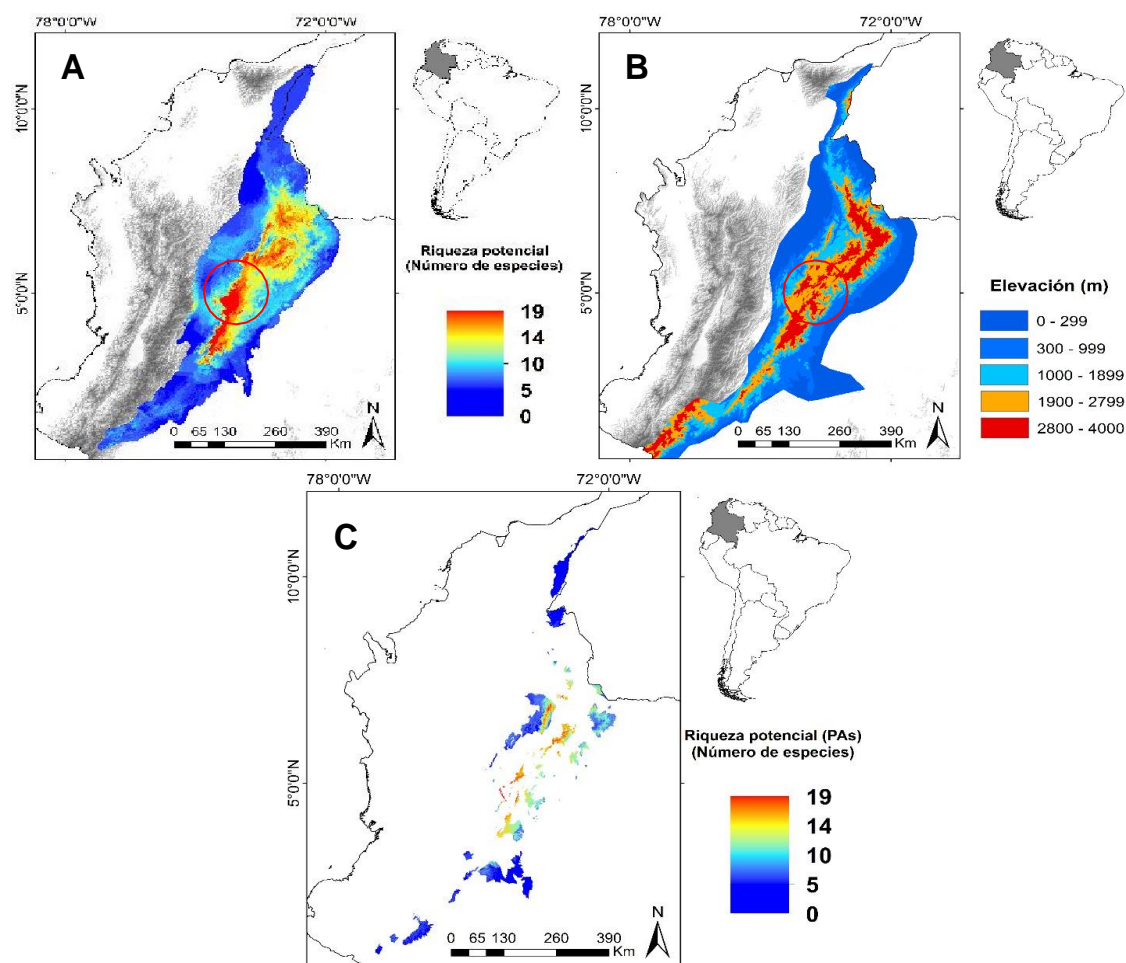 78°0'0"W
72°0'0"W
A
10°0'0"N
5°0'0"N
Riqueza potencial
(Número de especies)
19
14
10
5
0
N
0 65 130 260 390
Km
78°0'0"W
72°0'0"W
B
10°0'0"N
5°0'0"N
Elevación (m)
0 - 299
300 - 999
1000 - 1899
1900 - 2799
2800 - 4000
N
0 65 130 260 390
Km
78°0'0"W
72°0'0"W
C
10°0'0"N
5°0'0"N
Riqueza potencial (PAs)
(Número de especies)
19
14
10
5
0
N
0 65 130 260 390
Km